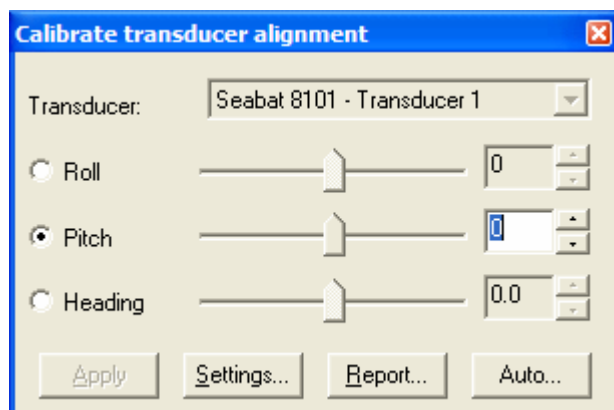 Calibrate transducer alignment
Transducer: Seabat 8101 - Transducer 1
Roll 0
Pitch 0
Heading 0.0
Apply Settings... Report... Auto...